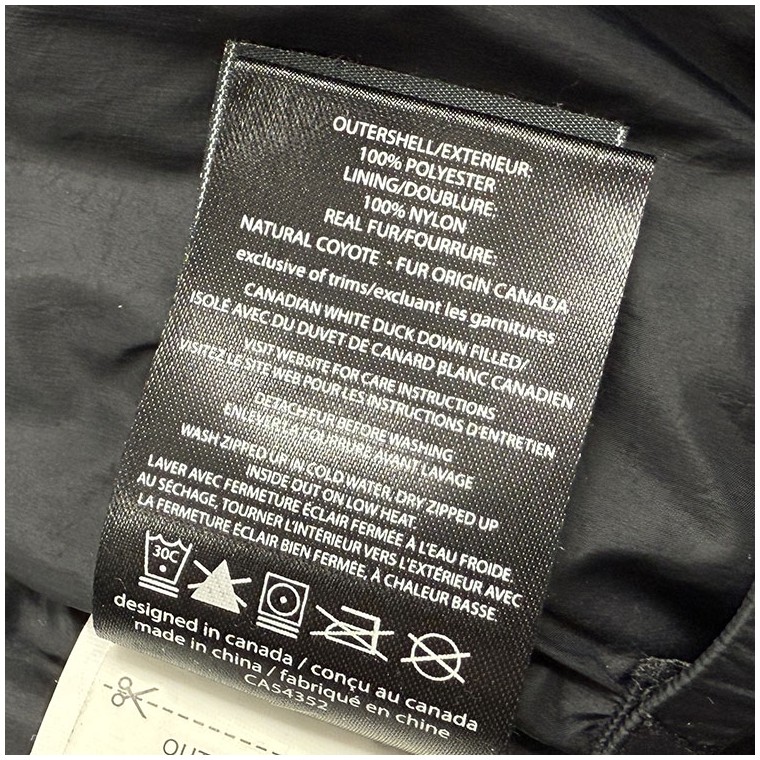 OUTERSHELL/EXTERIEUR:
100% POLYESTER
LINING/DOUBLURE:
100% NYLON
REAL FUR/FOURRURE:
NATURAL COYOTE - FUR ORIGIN CANADA
exclusive of trims/excluant les garnitures
CANADIAN WHITE DUCK DOWN FILLED/
ISOLÉ AVEC DU DUVET DE CANARD BLANC CANADIEN
VISIT WEBSITE FOR CARE INSTRUCTIONS
VISITEZ LE SITE WEB POUR LES INSTRUCTIONS D'ENTRETIEN
DETACH FUR BEFORE WASHING
ENLEVER LA FOURRURE AVANT LAVAGE
WASH ZIPPED UP IN COLD WATER, DRY ZIPPED UP
INSIDE OUT ON LOW HEAT.
LAVER AVEC FERMETURE ÉCLAIR FERMÉE À L'EAU FROIDE.
AU SÉCHAGE, TOURNER L'INTÉRIEUR VERS L'EXTÉRIEUR AVEC
LA FERMETURE ÉCLAIR BIEN FERMÉE, À CHALEUR BASSE.
30C
designed in canada / conçu au canada
made in china / fabriqué en chine
CA54352